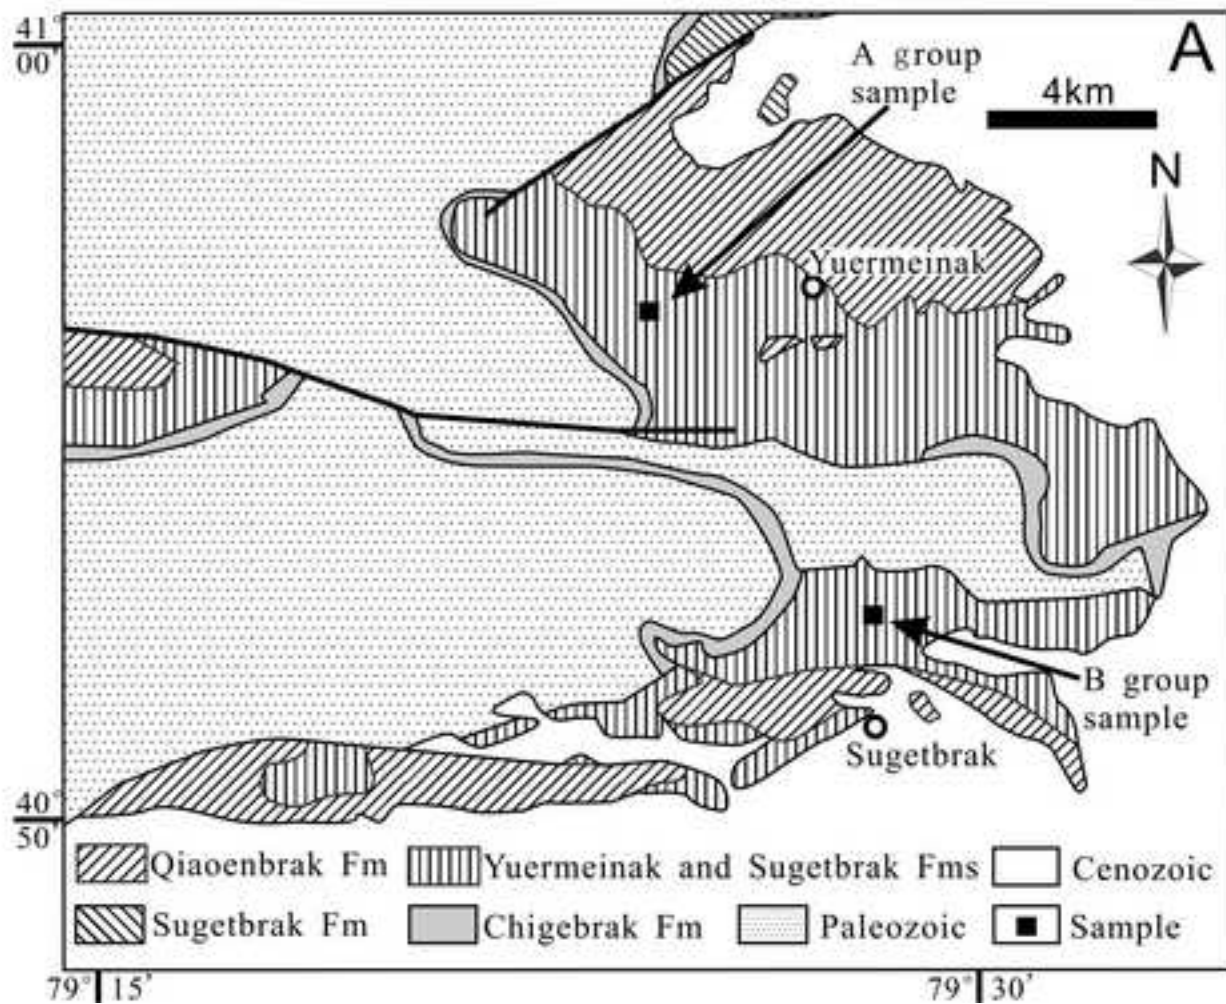 41°
00'
A group
sample
A
4km
N
Yuermeinak
B group
sample
Sugetbrak
40°
50'
Qiaoenbrak Fm
Yuermeinak and Sugetbrak Fms
Cenozoic
Sugetbrak Fm
Chigebrak Fm
Paleozoic
Sample
79° 15'
79° 30'